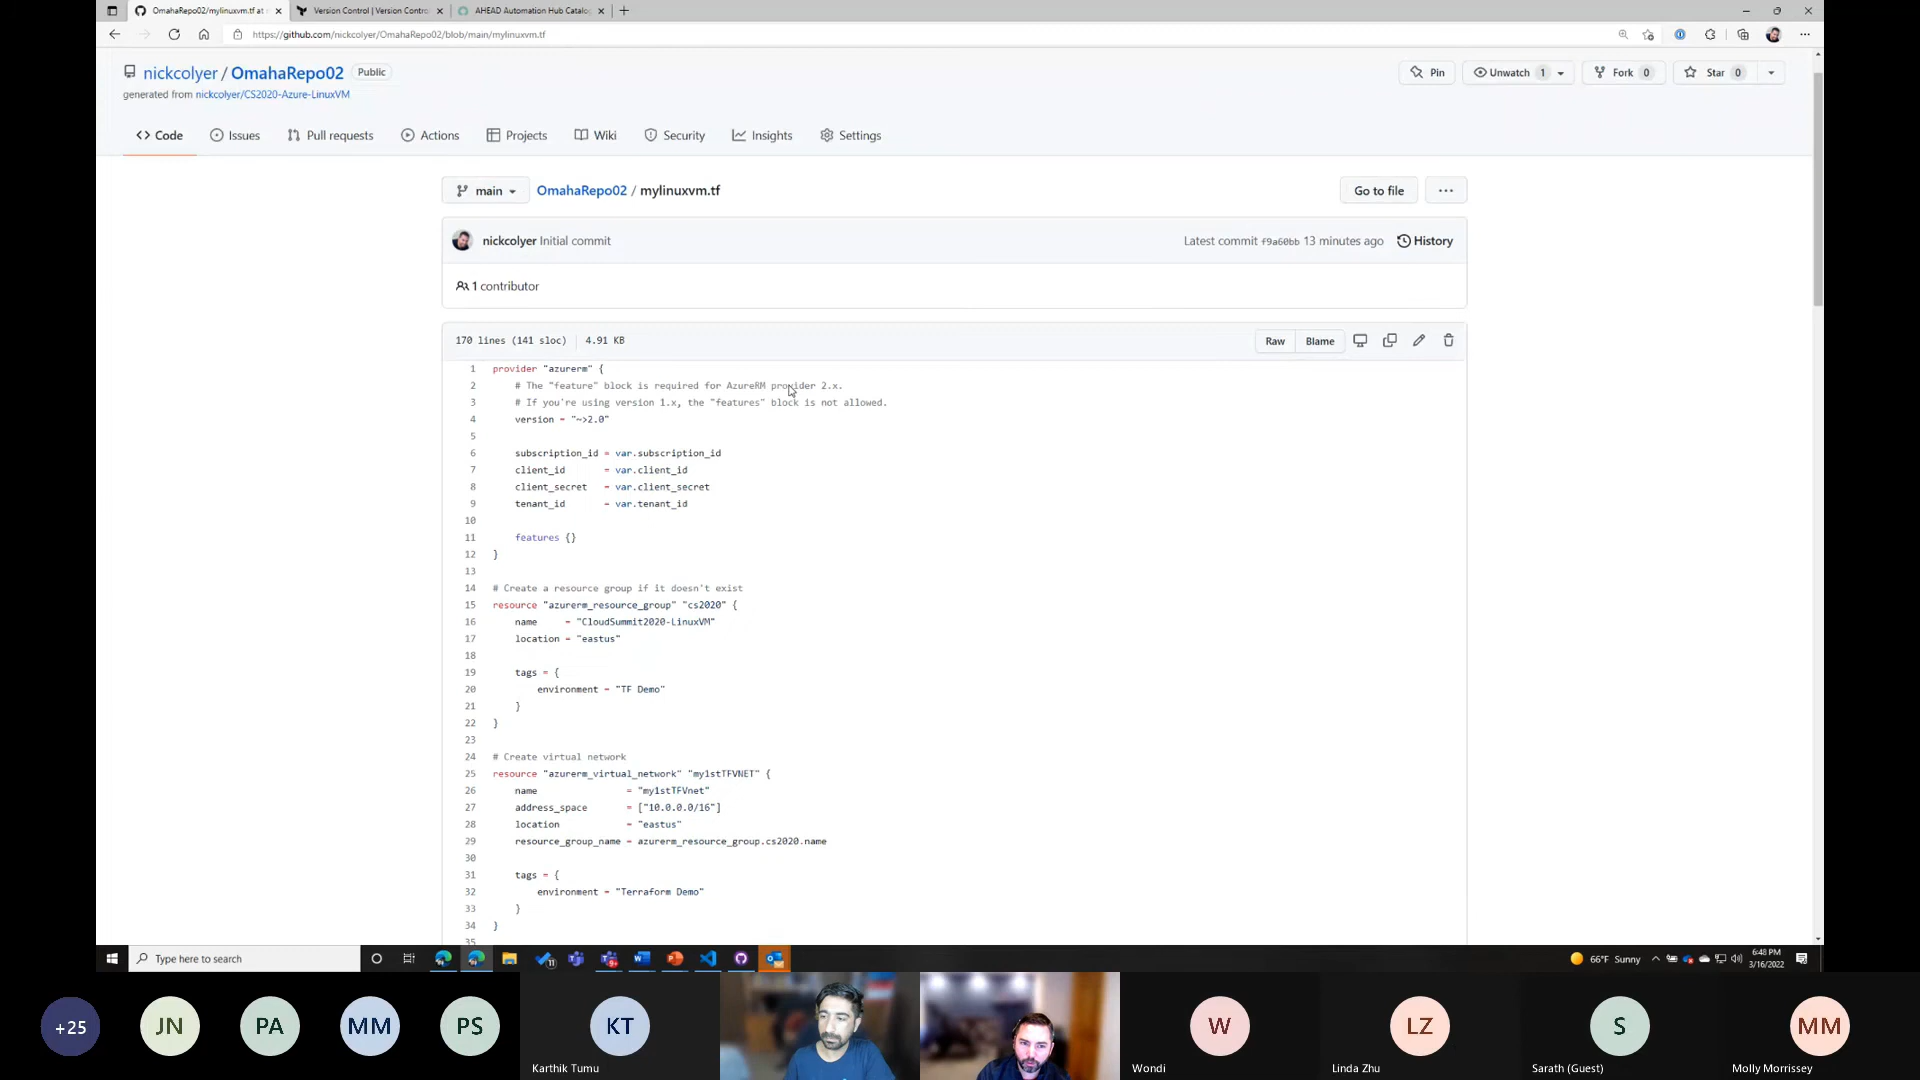 OmahaRepo02/mylinuxvm.tf at
Version Control | Version Contro
AHEAD Automation Hub Catalog
https://github.com/nickcolyer/OmahaRepo02/blob/main/mylinuxvm.tf
nickcolyer / OmahaRepo02 Public
Pin Unwatch 1 Fork 0 Star 0
generated from nickcolyer/CS2020-Azure-LinuxVM
Code Issues Pull requests Actions Projects Wiki Security Insights Settings
main OmahaRepo02 / mylinuxvm.tf Go to file ...
nickcolyer Initial commit Latest commit f9a60bb 13 minutes ago History
1 contributor
170 lines (141 sloc) 4.91 KB Raw Blame
1 provider "azurerm" {
2 # The "feature" block is required for AzureRM provider 2.x.
3 # If you're using version 1.x, the "features" block is not allowed.
4 version = "~>2.0"
5
6 subscription_id = var.subscription_id
7 client_id = var.client_id
8 client_secret = var.client_secret
9 tenant_id = var.tenant_id
10
11 features {}
12 }
13
14 # Create a resource group if it doesn't exist
15 resource "azurerm_resource_group" "cs2020" {
16 name = "CloudSummit2020-LinuxVM"
17 location = "eastus"
18
19 tags = {
20 environment = "TF Demo"
21 }
22 }
23
24 # Create virtual network
25 resource "azurerm_virtual_network" "my1stTFVNET" {
26 name = "my1stTFVnet"
27 address_space = ["10.0.0.0/16"]
28 location = "eastus"
29 resource_group_name = azurerm_resource_group.cs2020.name
30
31 tags = {
32 environment = "Terraform Demo"
33 }
34 }
35
Type here to search
11
66°F Sunny
6:48 PM
3/16/2022
+25 JN PA MM PS KT W LZ S MM
Karthik Tumu Wondi Linda Zhu Sarath (Guest) Molly Morrissey